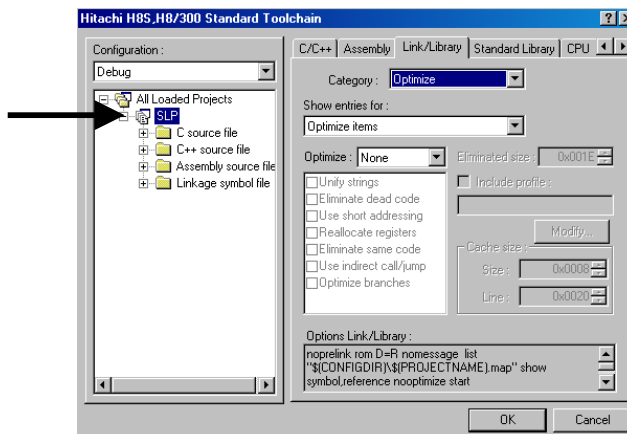 Hitachi H8S,H8/300 Standard Toolchain
Configuration :
Debug
All Loaded Projects
SLP
C source file
C++ source file
Assembly source file
Linkage symbol file
C/C++ Assembly Link/Library Standard Library CPU
Category : Optimize
Show entries for :
Optimize items
Optimize : None
Eliminated size : 0x001E
Unify strings
Eliminate dead code
Use short addressing
Reallocate registers
Eliminate same code
Use indirect call/jump
Optimize branches
Include profile :
Modify...
Cache size :
Size : 0x0008
Line : 0x0020
Options Link/Library :
noprelink rom D=R nomessage list
"$(CONFIGDIR)\$(PROJECTNAME).map" show
symbol,reference nooptimize start
OK Cancel